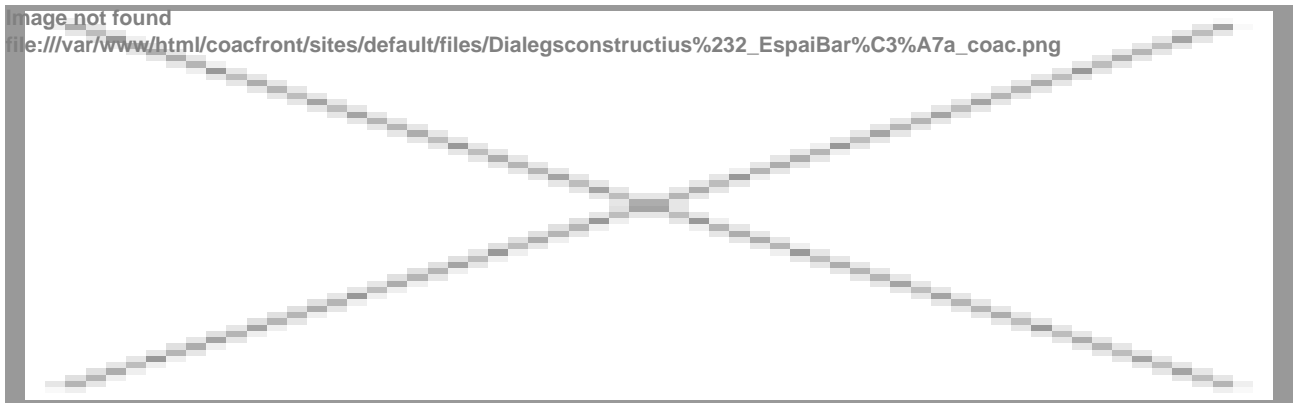 Image not found
file:///var/www/html/coacfront/sites/default/files/Dialegsconstructius%232_EspaiBar%C3%A7a_coac.png